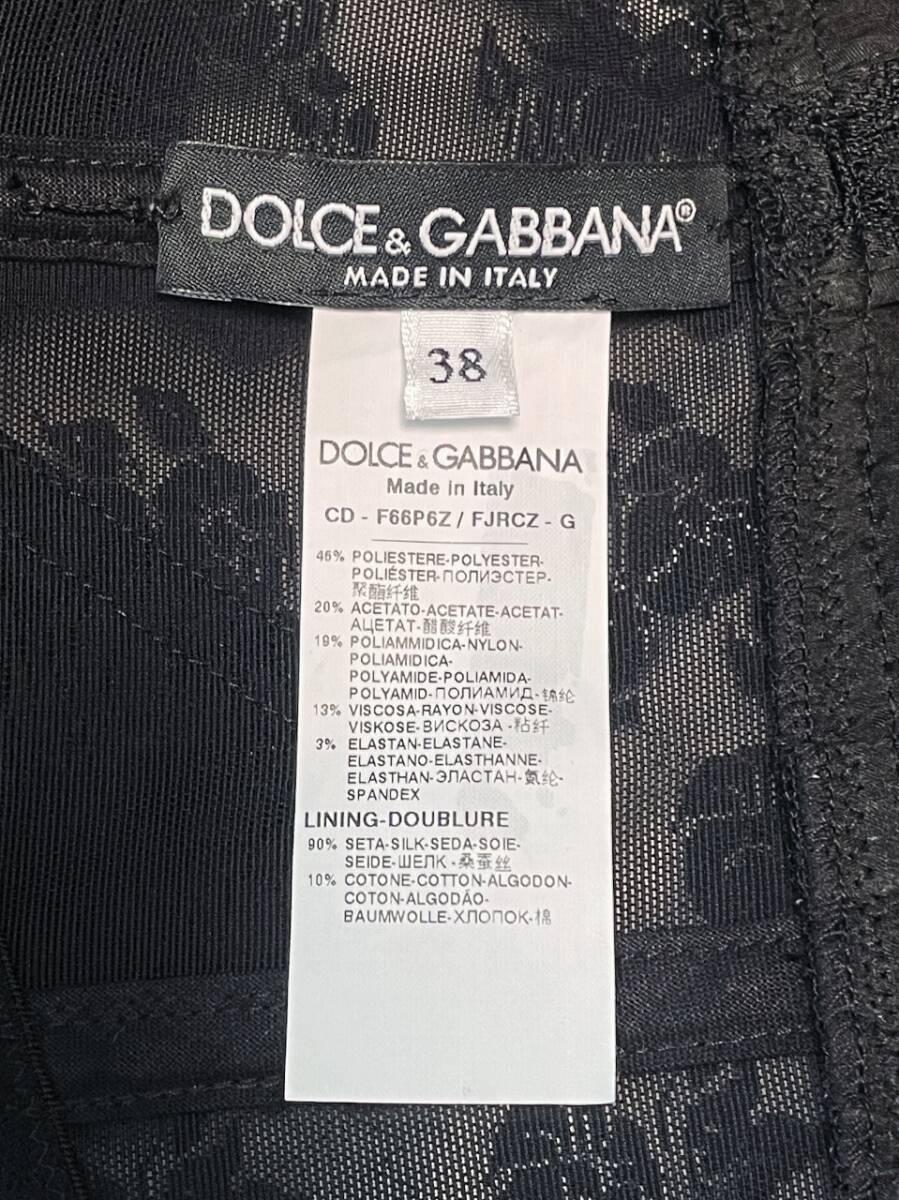 DOLCE & GABBANA®
MADE IN ITALY
38
DOLCE & GABBANA
Made in Italy
CD - F66P6Z / FJRCZ - G
46% POLIESTERE-POLYESTER-
POLIÉSTER-ПОЛИЭСТЕР-
聚酯纤维
20% ACETATO-ACETATE-ACETAT-
АЦЕТАТ-醋酸纤维
19% POLIAMMIDICA-NYLON-
POLIAMIDICA-
POLYAMIDE-POLIAMIDA-
POLYAMID-ПОЛИАМИД-锦纶
13% VISCOSA-RAYON-VISCOSE-
VISKOSE-ВИСКОЗА-粘纤
3% ELASTAN-ELASTANE-
ELASTANO-ELASTHANNE-
ELASTHAN-ЭЛАСТАН-氨纶-
SPANDEX
LINING-DOUBLURE
90% SETA-SILK-SEDA-SOIE-
SEIDE-ШЕЛК-桑蚕丝
10% COTONE-COTTON-ALGODON-
COTON-ALGODÃO-
BAUMWOLLE-ХЛОПОК-棉